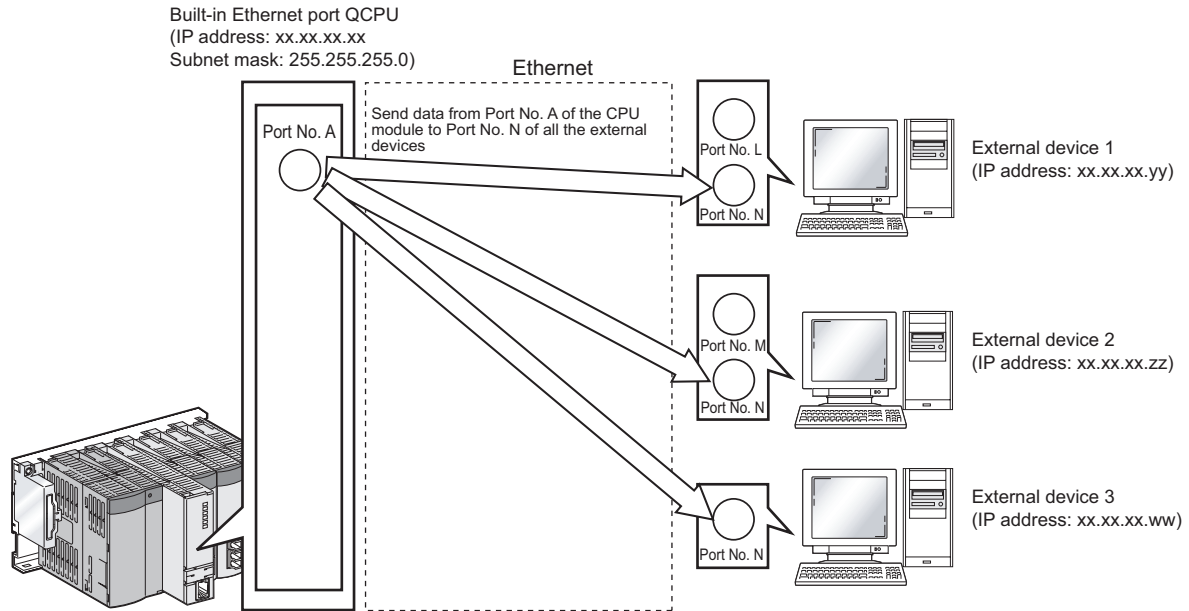 Built-in Ethernet port QCPU
(IP address: xx.xx.xx.xx
Subnet mask: 255.255.255.0)
Ethernet
Port No. A
Send data from Port No. A of the CPU
module to Port No. N of all the external
devices
Port No. L
Port No. N
External device 1
(IP address: xx.xx.xx.yy)
Port No. M
Port No. N
External device 2
(IP address: xx.xx.xx.zz)
Port No. N
External device 3
(IP address: xx.xx.xx.ww)